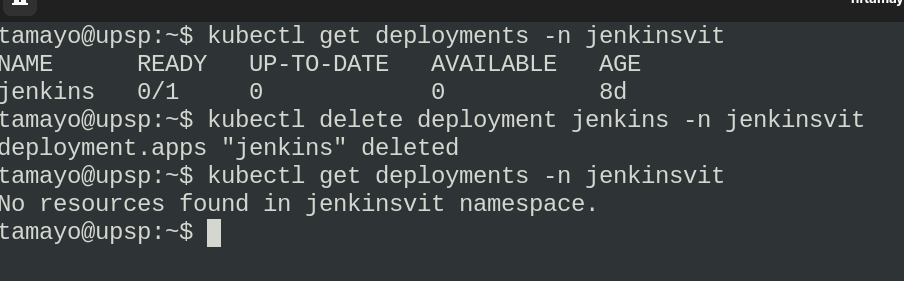 tamayo@upsp:~$ kubectl get deployments -n jenkinsvit
NAME      READY   UP-TO-DATE   AVAILABLE   AGE
jenkins   0/1     0            0           8d
tamayo@upsp:~$ kubectl delete deployment jenkins -n jenkinsvit
deployment.apps "jenkins" deleted
tamayo@upsp:~$ kubectl get deployments -n jenkinsvit
No resources found in jenkinsvit namespace.
tamayo@upsp:~$